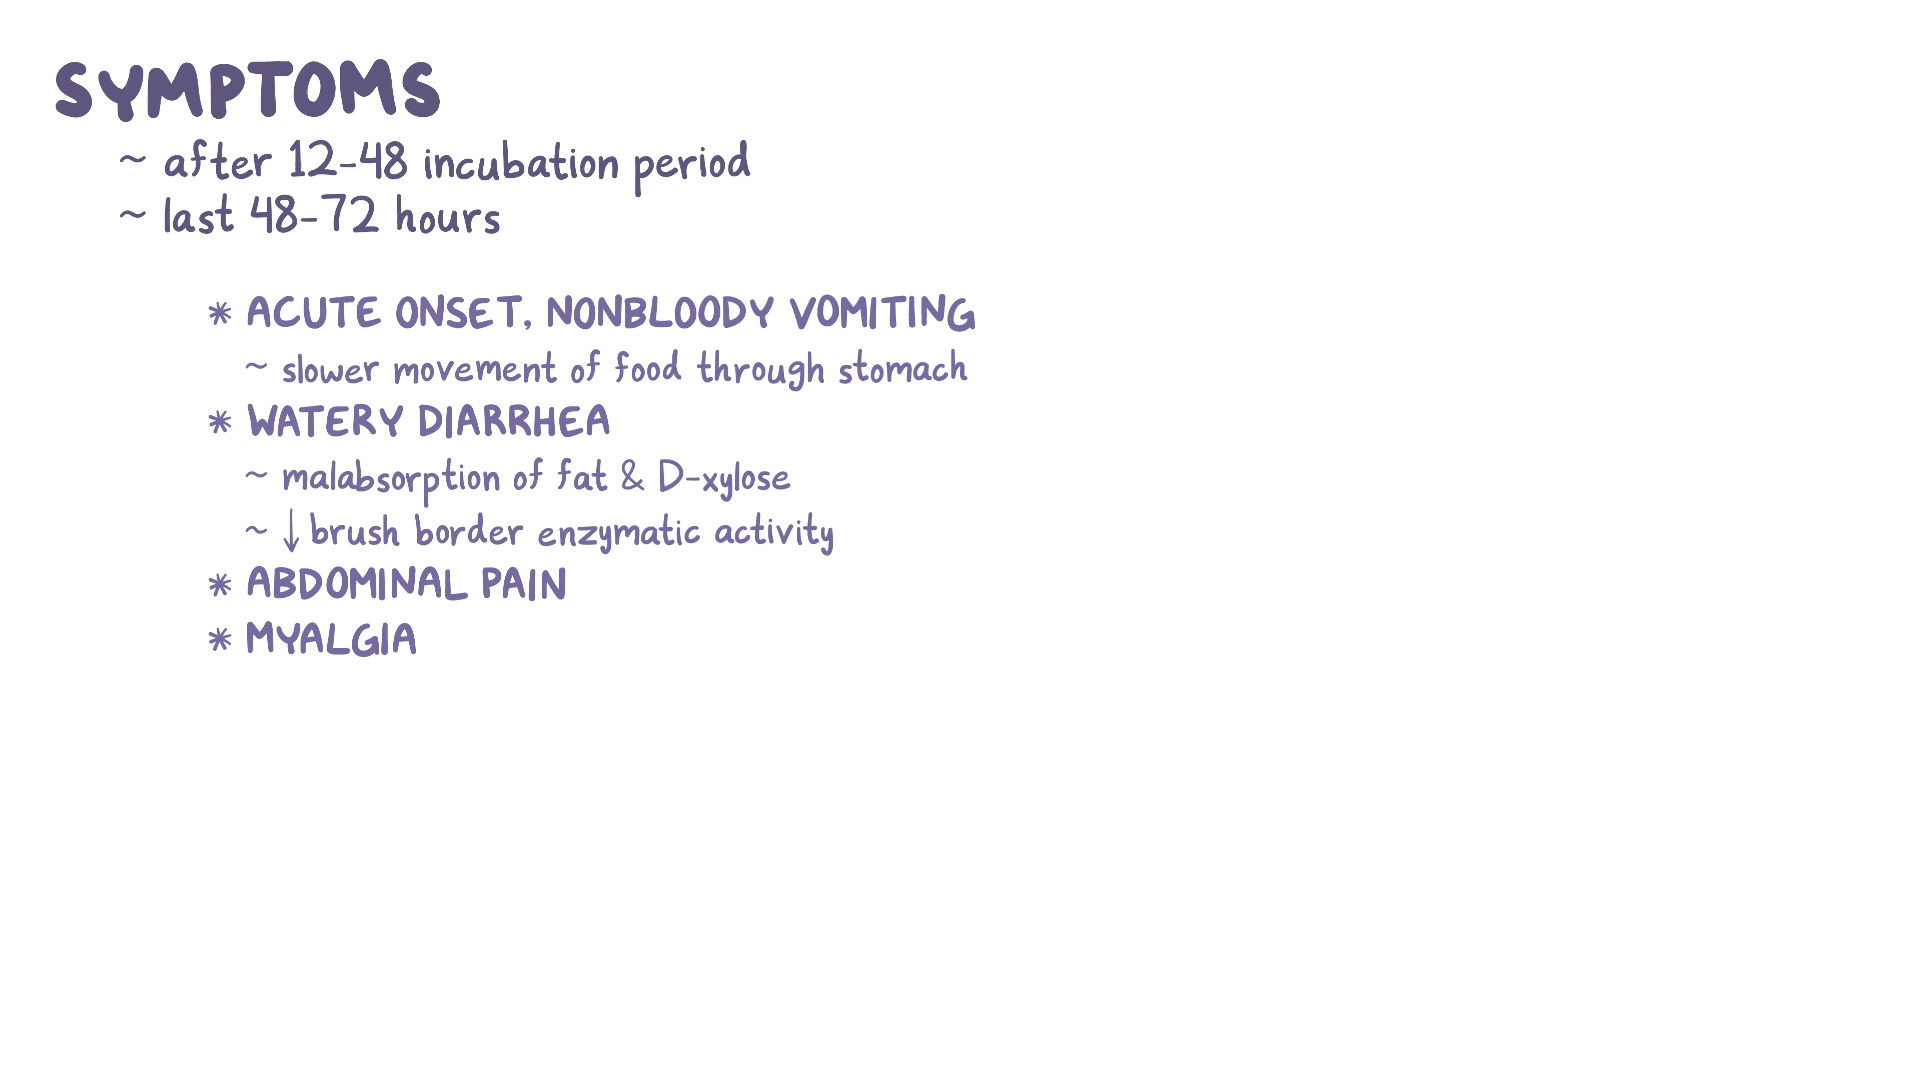 SYMPTOMS
~ after 12-48 incubation period
~ last 48-72 hours
* ACUTE ONSET, NONBLOODY VOMITING
~ slower movement of food through stomach
* WATERY DIARRHEA
~ malabsorption of fat & D-xylose
~ ↓ brush border enzymatic activity
* ABDOMINAL PAIN
* MYALGIA